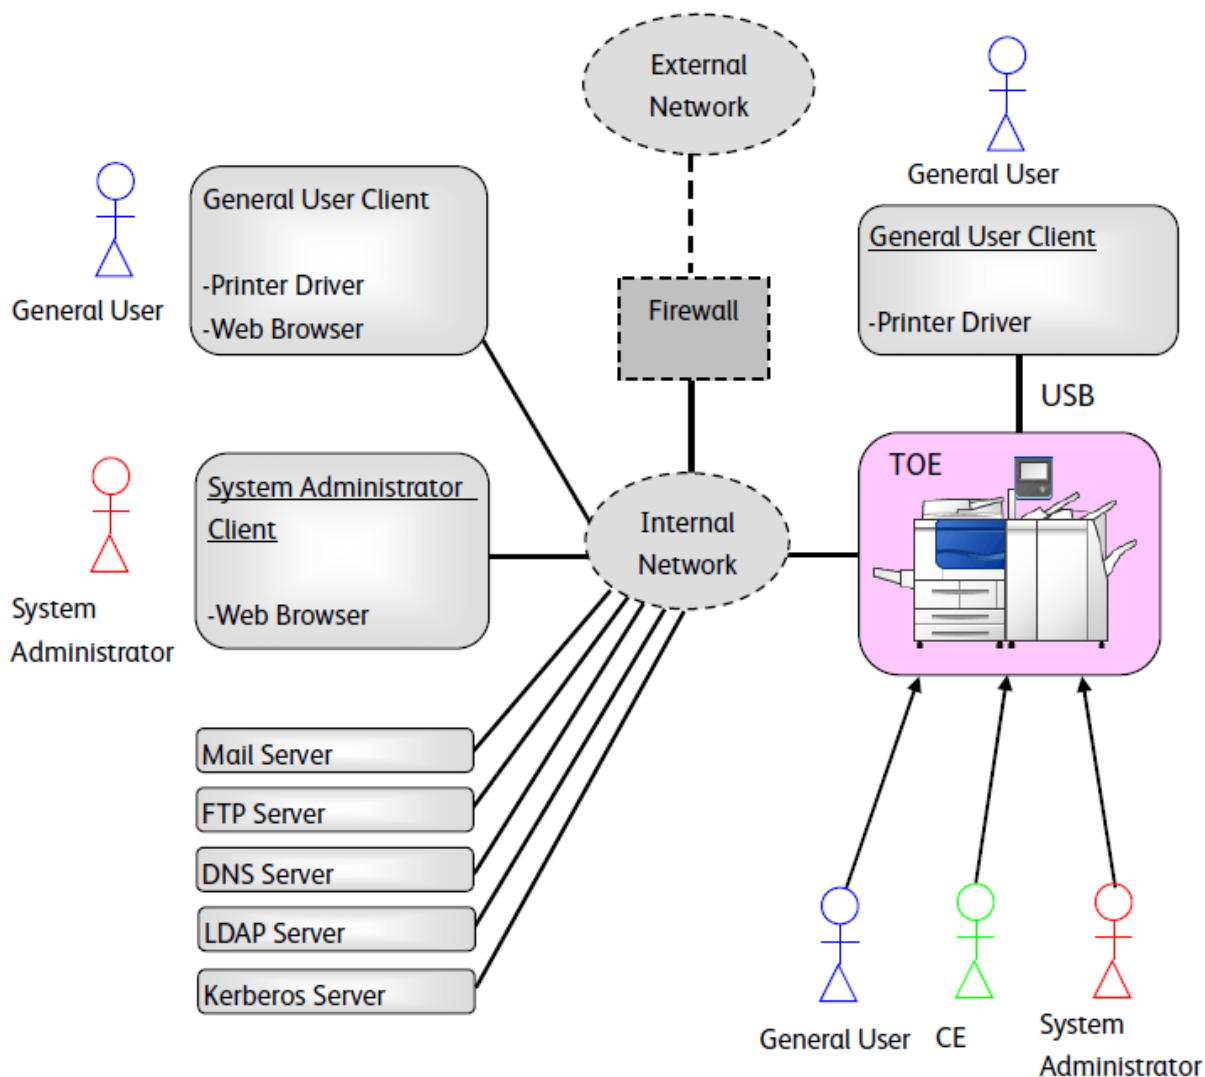 External
Network
General User
General User Client
-Printer Driver
-Web Browser
General User
General User Client
-Printer Driver
Firewall
USB
TOE
System Administrator
Client
-Web Browser
System
Administrator
Internal
Network
Mail Server
FTP Server
DNS Server
LDAP Server
Kerberos Server
General User
CE
System
Administrator